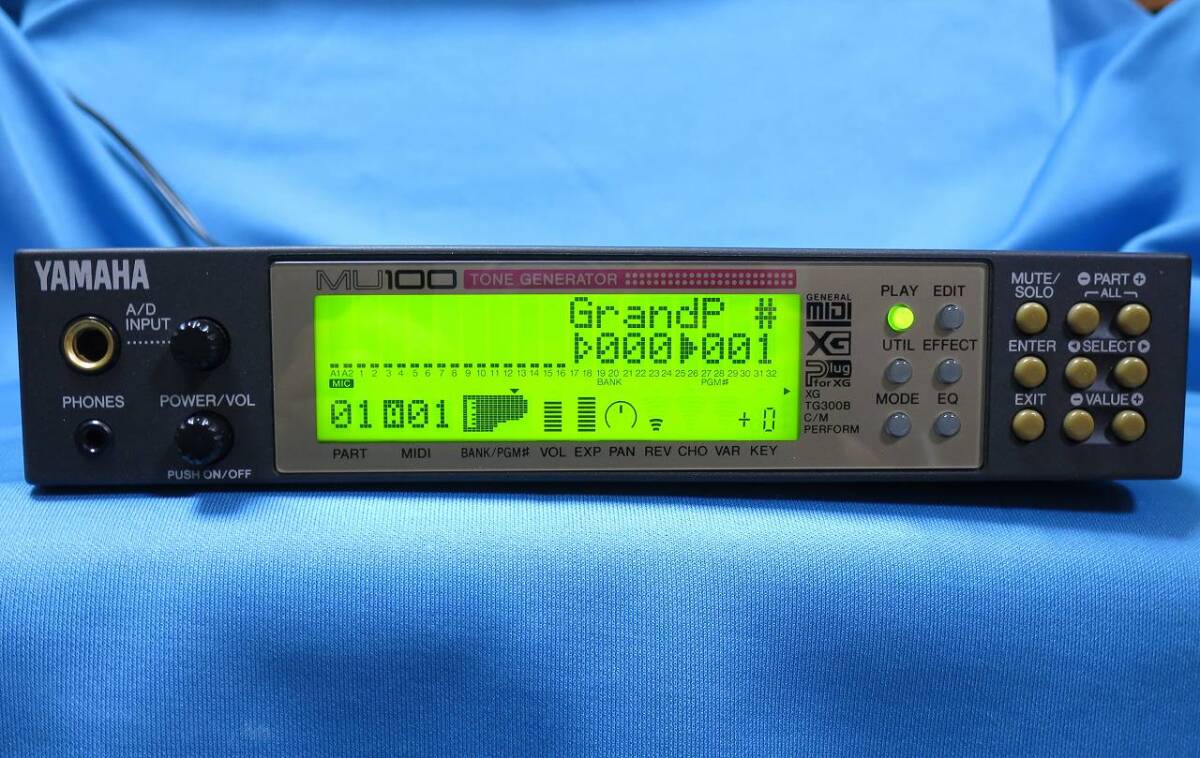 YAMAHA
A/D
INPUT
PHONES
POWER/VOL
PUSH ON/OFF
MU100 TONE GENERATOR
GrandP #
000 001
A1 A2 1 2 3 4 5 6 7 8 9 10 11 12 13 14 15 16 17 18 19 20 21 22 23 24 25 26 27 28 29 30 31 32
MIC BANK PGM#
01 01 + 0
PART MIDI BANK/PGM# VOL EXP PAN REV CHO VAR KEY
GENERAL
MIDI
XG
Plug
for XG
XG
TG300B
C/M
PERFORM
PLAY EDIT
UTIL EFFECT
MODE EQ
MUTE/
SOLO
PART
ALL
ENTER SELECT
EXIT VALUE